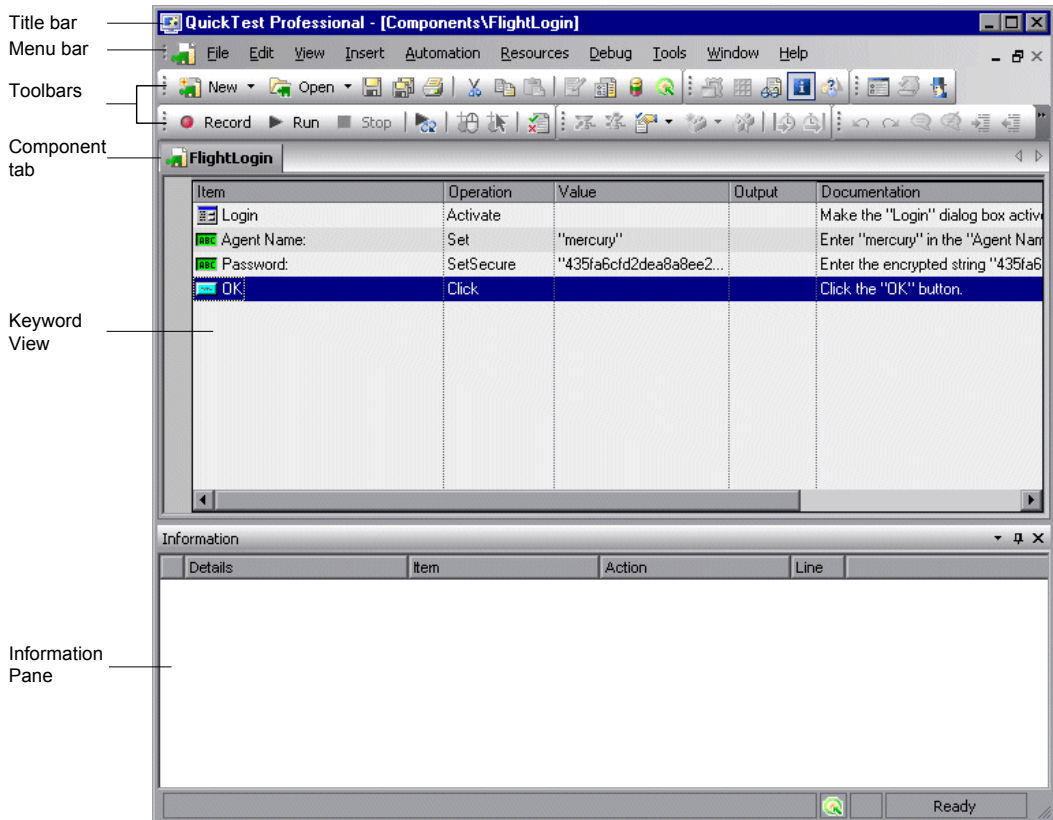 Title bar
QuickTest Professional - [Components\FlightLogin]
Menu bar
File Edit View Insert Automation Resources Debug Tools Window Help
Toolbars
New Open
Record Run Stop
Component
tab
FlightLogin
Item Operation Value Output Documentation
Login Activate Make the "Login" dialog box activ
ABC Agent Name: Set "mercury" Enter "mercury" in the "Agent Nam
ABC Password: SetSecure "435fa6cfd2dea8a8ee2... Enter the encrypted string "435fa6
OK Click Click the "OK" button.
Keyword
View
Information
Details Item Action Line
Information
Pane
Ready